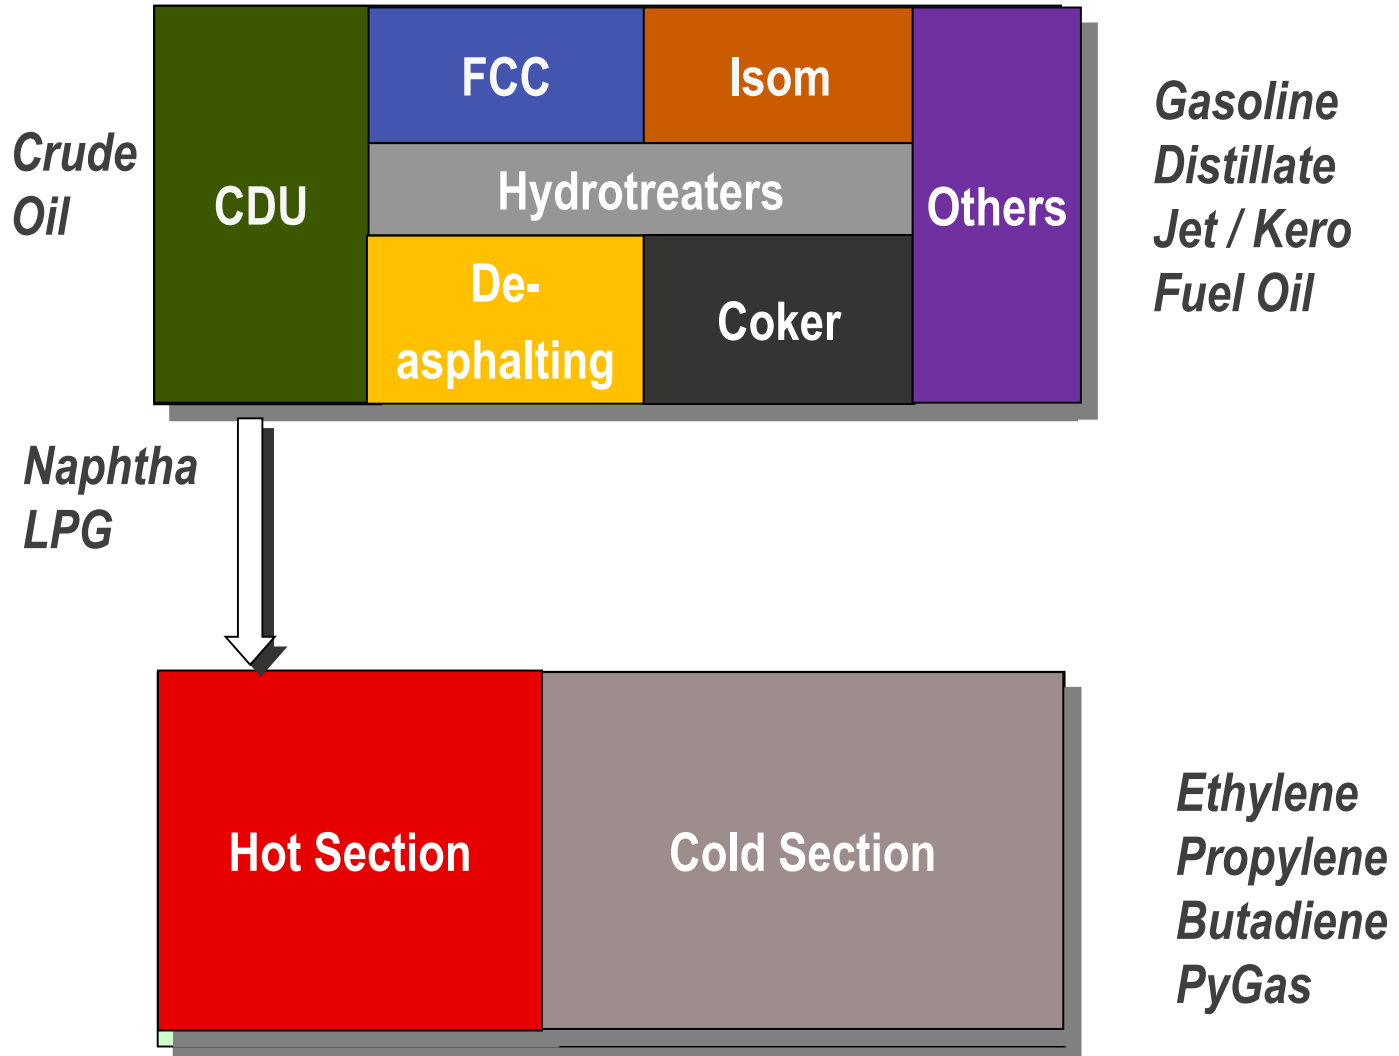 Crude
Oil
CDU
FCC
Isom
Hydrotreaters
De-
asphalting
Coker
Others
Gasoline
Distillate
Jet / Kero
Fuel Oil
Naphtha
LPG
Hot Section
Cold Section
Ethylene
Propylene
Butadiene
PyGas